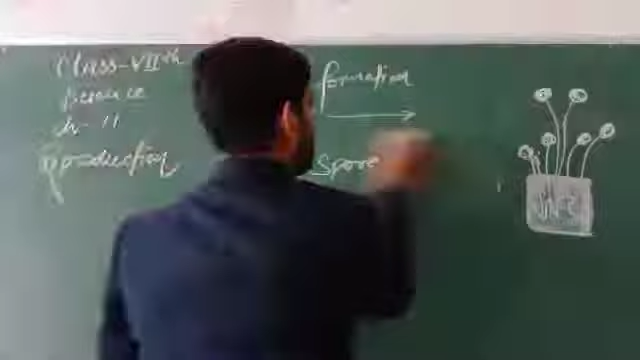 Class-VIIth
Science
ch-11
Reproduction
formation
Spore